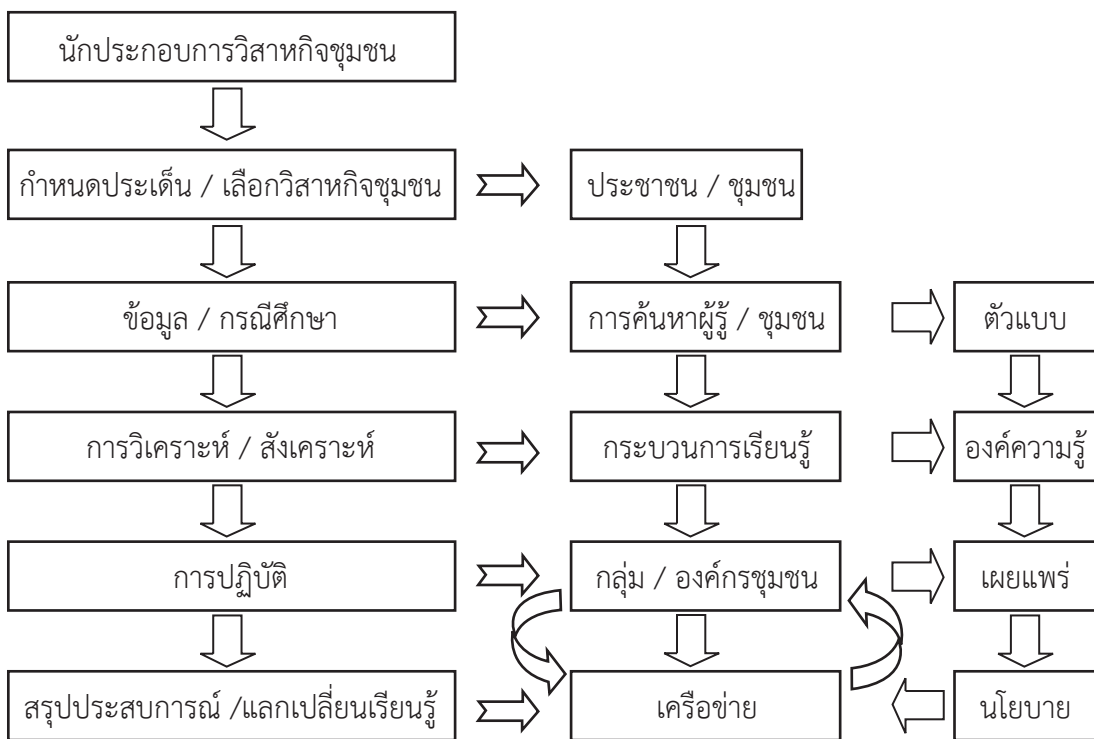 นักประกอบการวิสาหกิจชุมชน
กำหนดประเด็น / เลือกวิสาหกิจชุมชน
ประชาชน / ชุมชน
ข้อมูล / กรณีศึกษา
การค้นหาผู้รู้ / ชุมชน
ตัวแบบ
การวิเคราะห์ / สังเคราะห์
กระบวนการเรียนรู้
องค์ความรู้
การปฏิบัติ
กลุ่ม / องค์กรชุมชน
เผยแพร่
สรุปประสบการณ์ /แลกเปลี่ยนเรียนรู้
เครือข่าย
นโยบาย